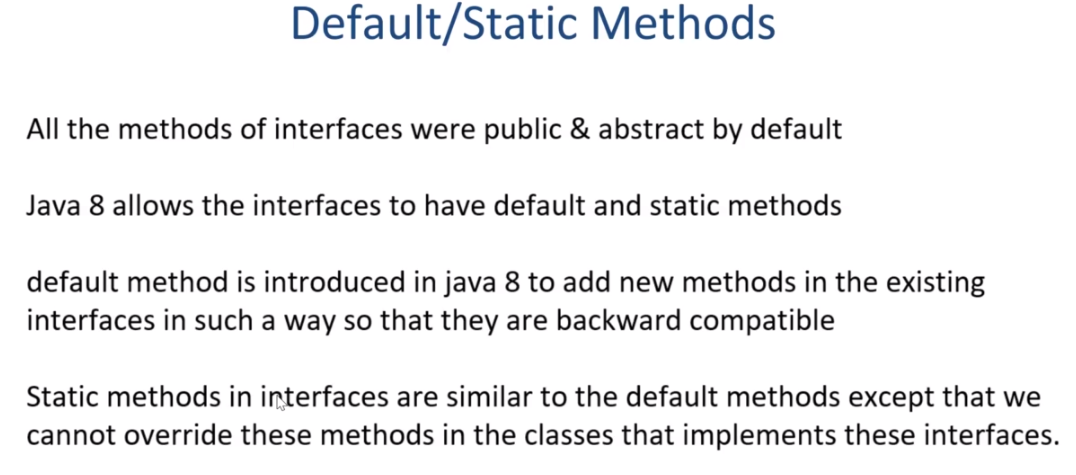 Default/Static Methods
All the methods of interfaces were public & abstract by default
Java 8 allows the interfaces to have default and static methods
default method is introduced in java 8 to add new methods in the existing
interfaces in such a way so that they are backward compatible
Static methods in interfaces are similar to the default methods except that we
cannot override these methods in the classes that implements these interfaces.